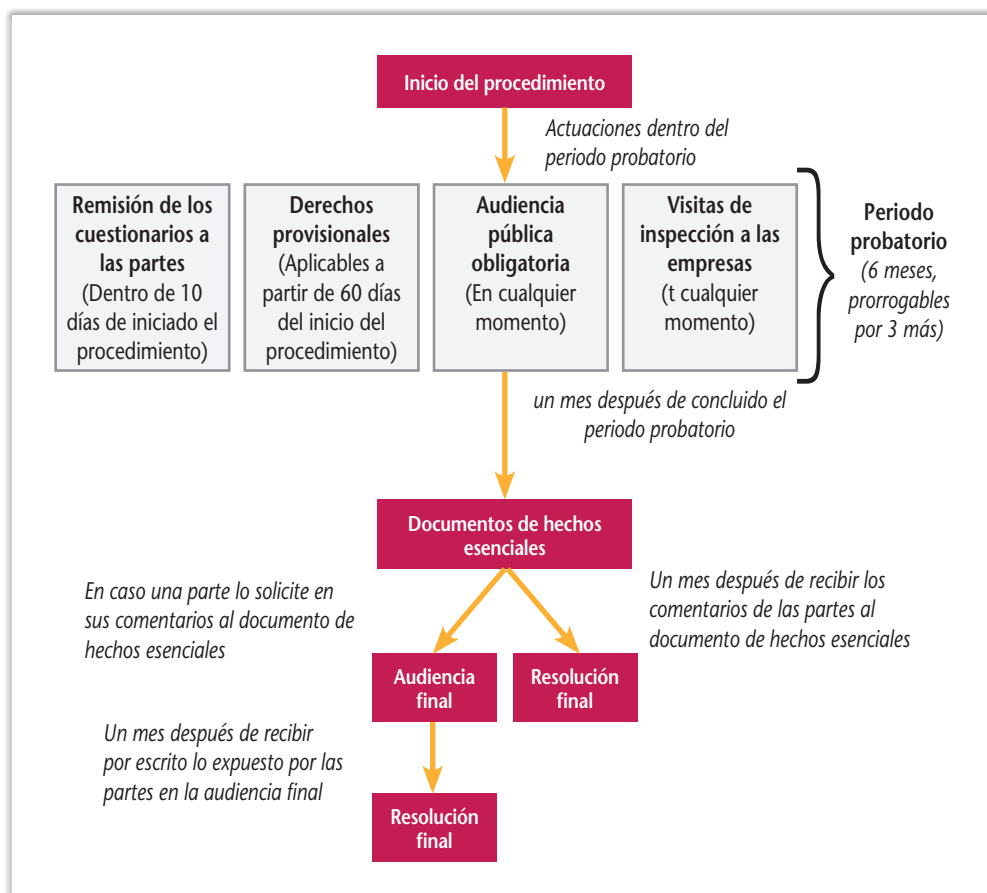 Inicio del procedimiento
Actuaciones dentro del
periodo probatorio
Remisión de los
cuestionarios a
las partes
(Dentro de 10
días de iniciado el
procedimiento)
Derechos
provisionales
(Aplicables a
partir de 60 días
del inicio del
procedimiento)
Audiencia
pública
obligatoria
(En cualquier
momento)
Visitas de
inspección a las
empresas
(t cualquier
momento)
Periodo
probatorio
(6 meses,
prorrogables
por 3 más)
un mes después de concluido el
periodo probatorio
Documentos de hechos
esenciales
En caso una parte lo solicite en
sus comentarios al documento de
hechos esenciales
Un mes después de recibir los
comentarios de las partes al
documento de hechos esenciales
Audiencia
final
Resolución
final
Un mes después de recibir
por escrito lo expuesto por las
partes en la audiencia final
Resolución
final